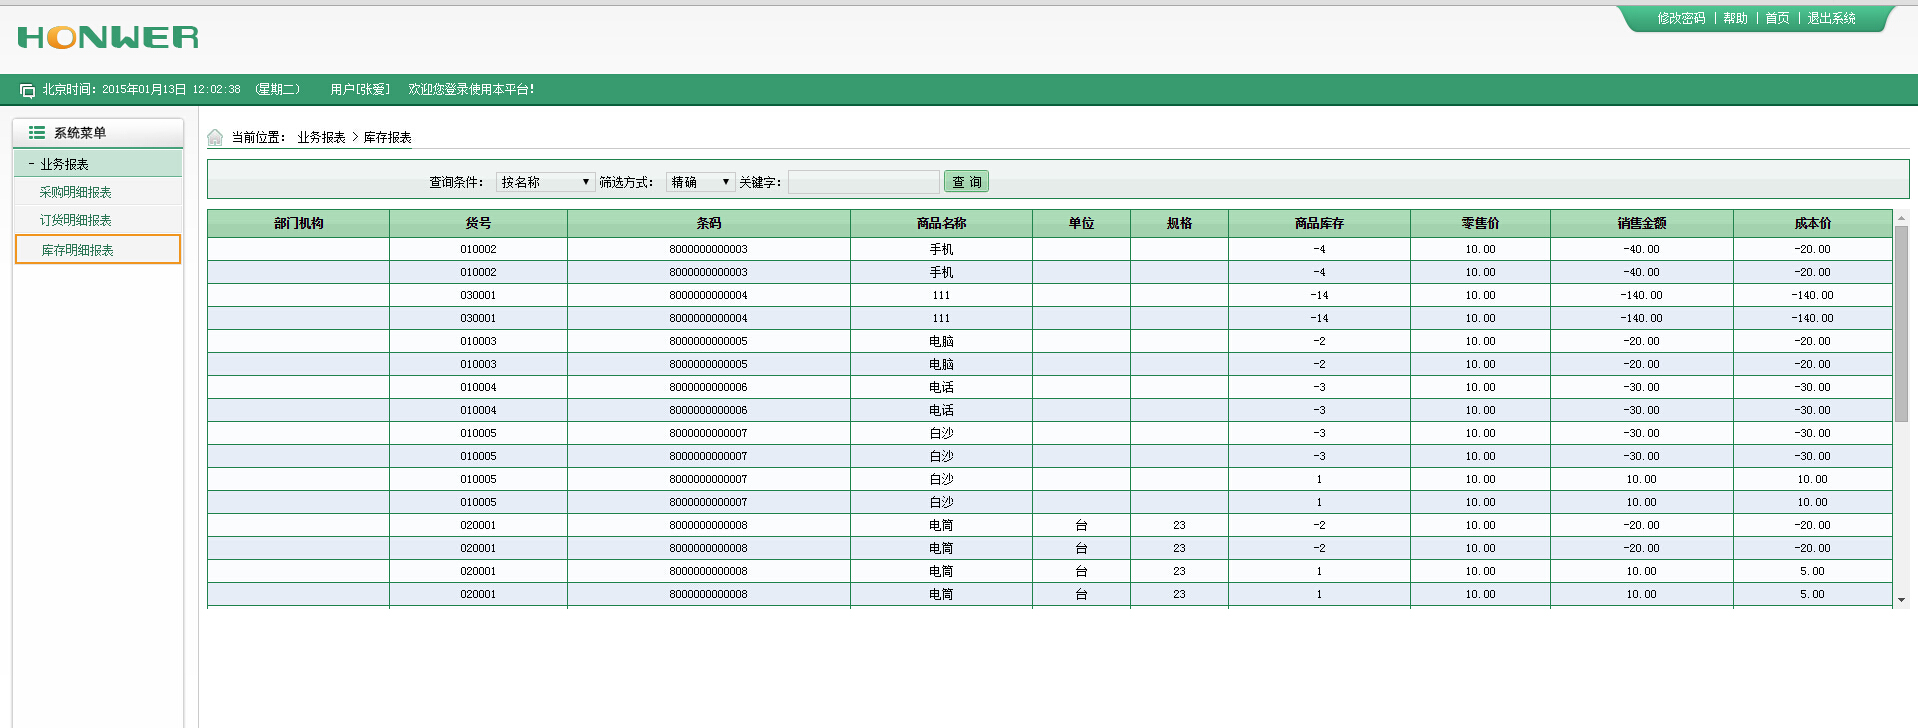 修改密码 | 帮助 | 首页 | 退出系统
HONWER
北京时间：2015年01月13日 12:02:38 （星期二） 用户[张爱] 欢迎您登录使用本平台！
系统菜单
- 业务报表
采购明细报表
订货明细报表
库存明细报表
当前位置： 业务报表 > 库存报表
查询条件： 按名称 筛选方式： 精确 关键字： 查 询
部门机构 货号 条码 商品名称 单位 规格 商品库存 零售价 销售金额 成本价
010002 8000000000003 手机 -4 10.00 -40.00 -20.00
010002 8000000000003 手机 -4 10.00 -40.00 -20.00
030001 8000000000004 111 -14 10.00 -140.00 -140.00
030001 8000000000004 111 -14 10.00 -140.00 -140.00
010003 8000000000005 电脑 -2 10.00 -20.00 -20.00
010003 8000000000005 电脑 -2 10.00 -20.00 -20.00
010004 8000000000006 电话 -3 10.00 -30.00 -30.00
010004 8000000000006 电话 -3 10.00 -30.00 -30.00
010005 8000000000007 白沙 -3 10.00 -30.00 -30.00
010005 8000000000007 白沙 -3 10.00 -30.00 -30.00
010005 8000000000007 白沙 1 10.00 10.00 10.00
010005 8000000000007 白沙 1 10.00 10.00 10.00
020001 8000000000008 电筒 台 23 -2 10.00 -20.00 -20.00
020001 8000000000008 电筒 台 23 -2 10.00 -20.00 -20.00
020001 8000000000008 电筒 台 23 1 10.00 10.00 5.00
020001 8000000000008 电筒 台 23 1 10.00 10.00 5.00